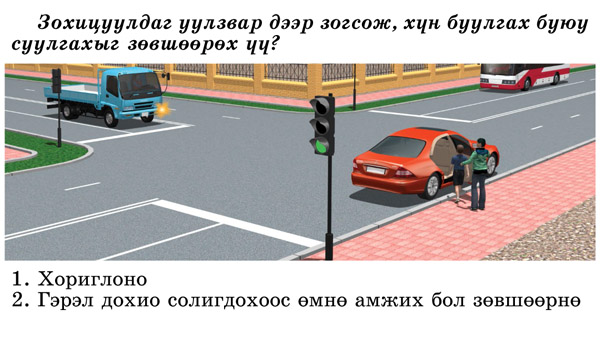 Зохицуулдаг уулзвар дээр зогсож, хүн буулгах буюу
суулгахыг зөвшөөрөх үү?
1. Хориглоно
2. Гэрэл дохио солигдохоос өмнө амжих бол зөвшөөрнө